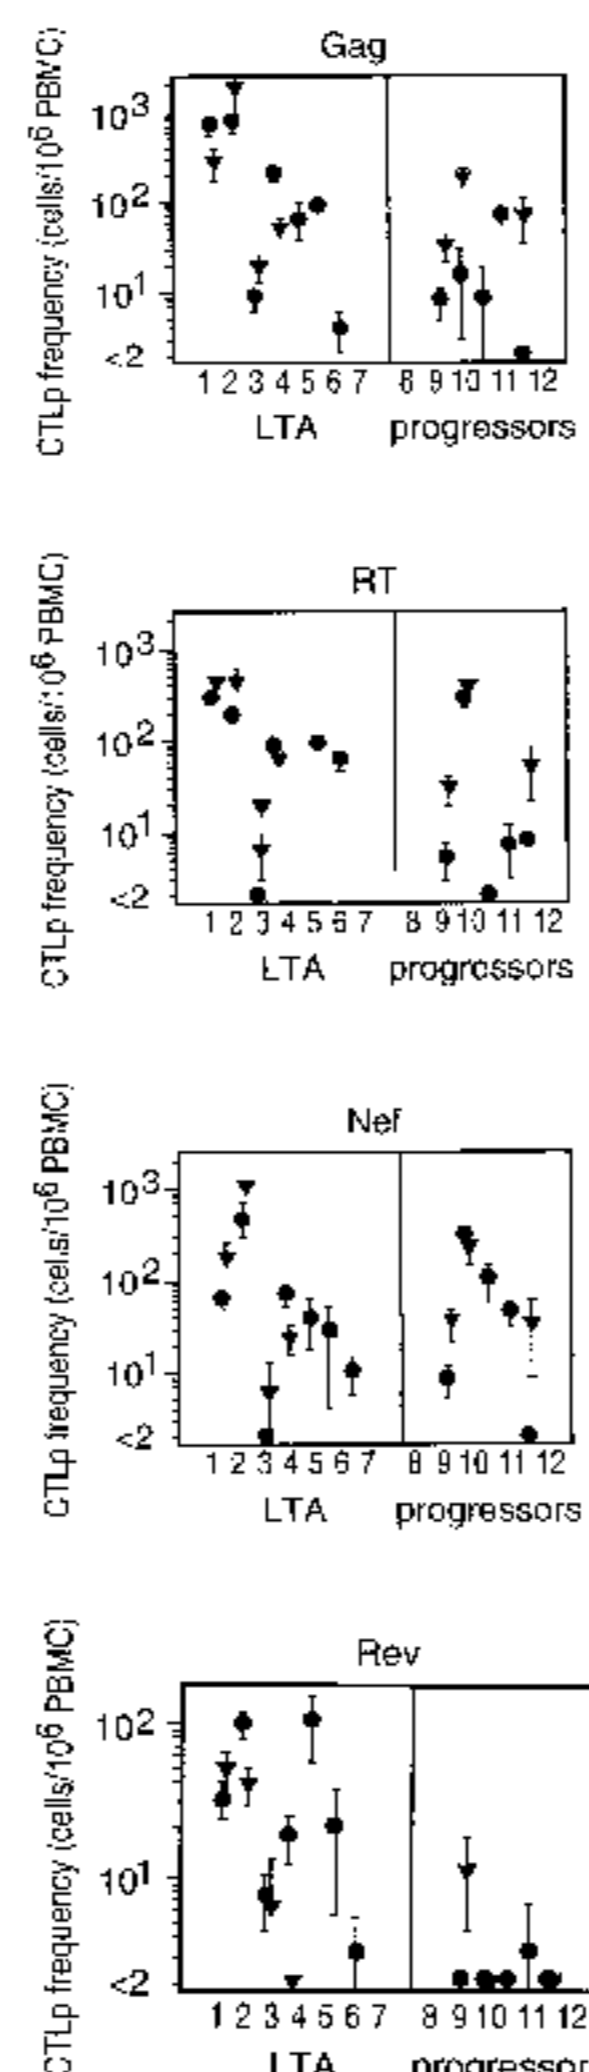 Gag
CTLp frequency (cells/10⁶ PBMC)
10³
10²
10¹
<2
1 2 3 4 5 6 7 8 9 10 11 12
LTA progressors
RT
CTLp frequency (cells/10⁶ PBMC)
10³
10²
10¹
<2
1 2 3 4 5 6 7 8 9 10 11 12
LTA progressors
Nef
CTLp frequency (cells/10⁶ PBMC)
10³
10²
10¹
<2
1 2 3 4 5 6 7 8 9 10 11 12
LTA progressors
Rev
CTLp frequency (cells/10⁶ PBMC)
10²
10¹
<2
1 2 3 4 5 6 7 8 9 10 11 12
LTA progressors